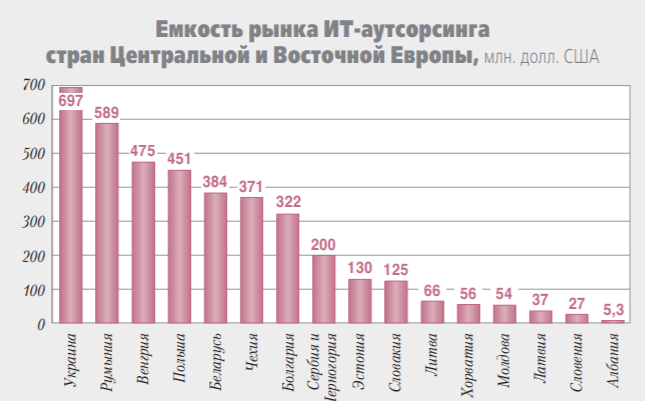 Емкость рынка ИТ-аутсорсинга
стран Центральной и Восточной Европы, млн. долл. США
700
600
500
400
300
200
100
0
697
589
475
451
384
371
322
200
130
125
66
56
54
37
27
5,3
Украина
Румыния
Венгрия
Польша
Беларусь
Чехия
Болгария
Сербия и
Черногория
Эстония
Словакия
Литва
Хорватия
Молдова
Латвия
Словения
Албания